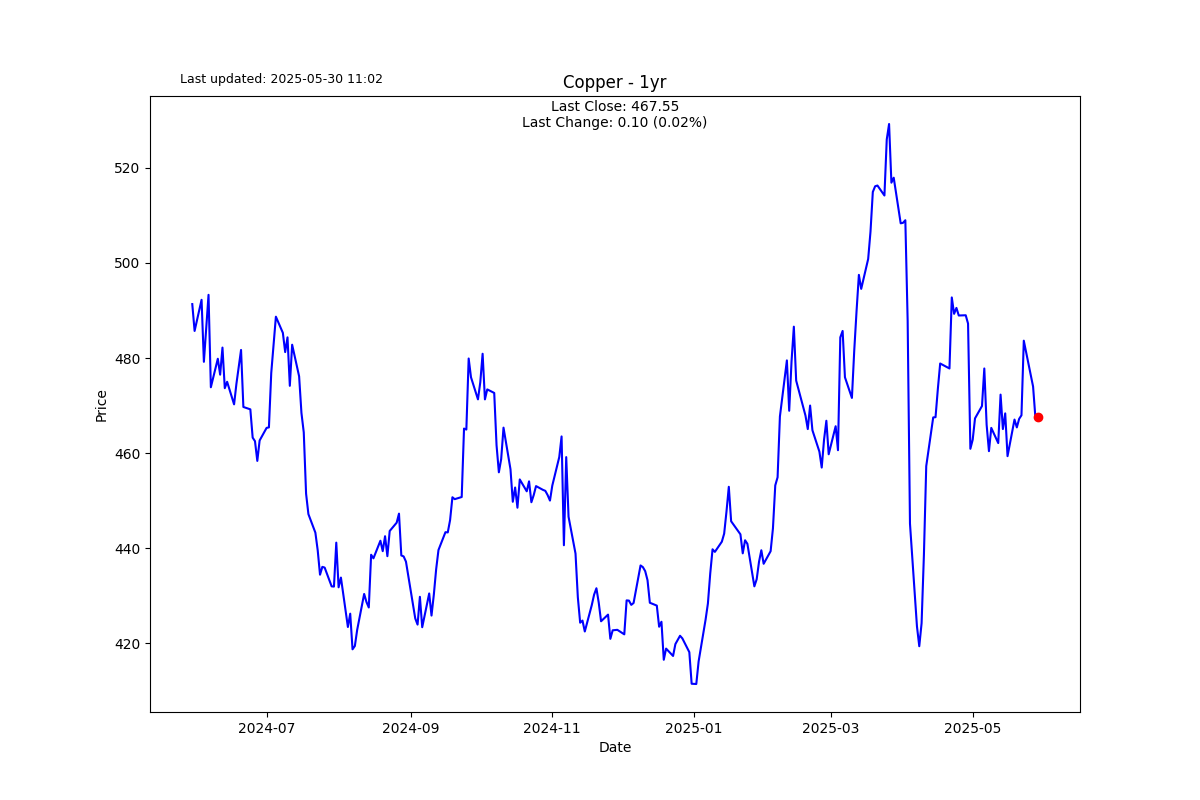 Last updated: 2025-05-30 11:02
Copper - 1yr
Last Close: 467.55
Last Change: 0.10 (0.02%)
520
500
480
460
440
420
Price
2024-07
2024-09
2024-11
2025-01
2025-03
2025-05
Date